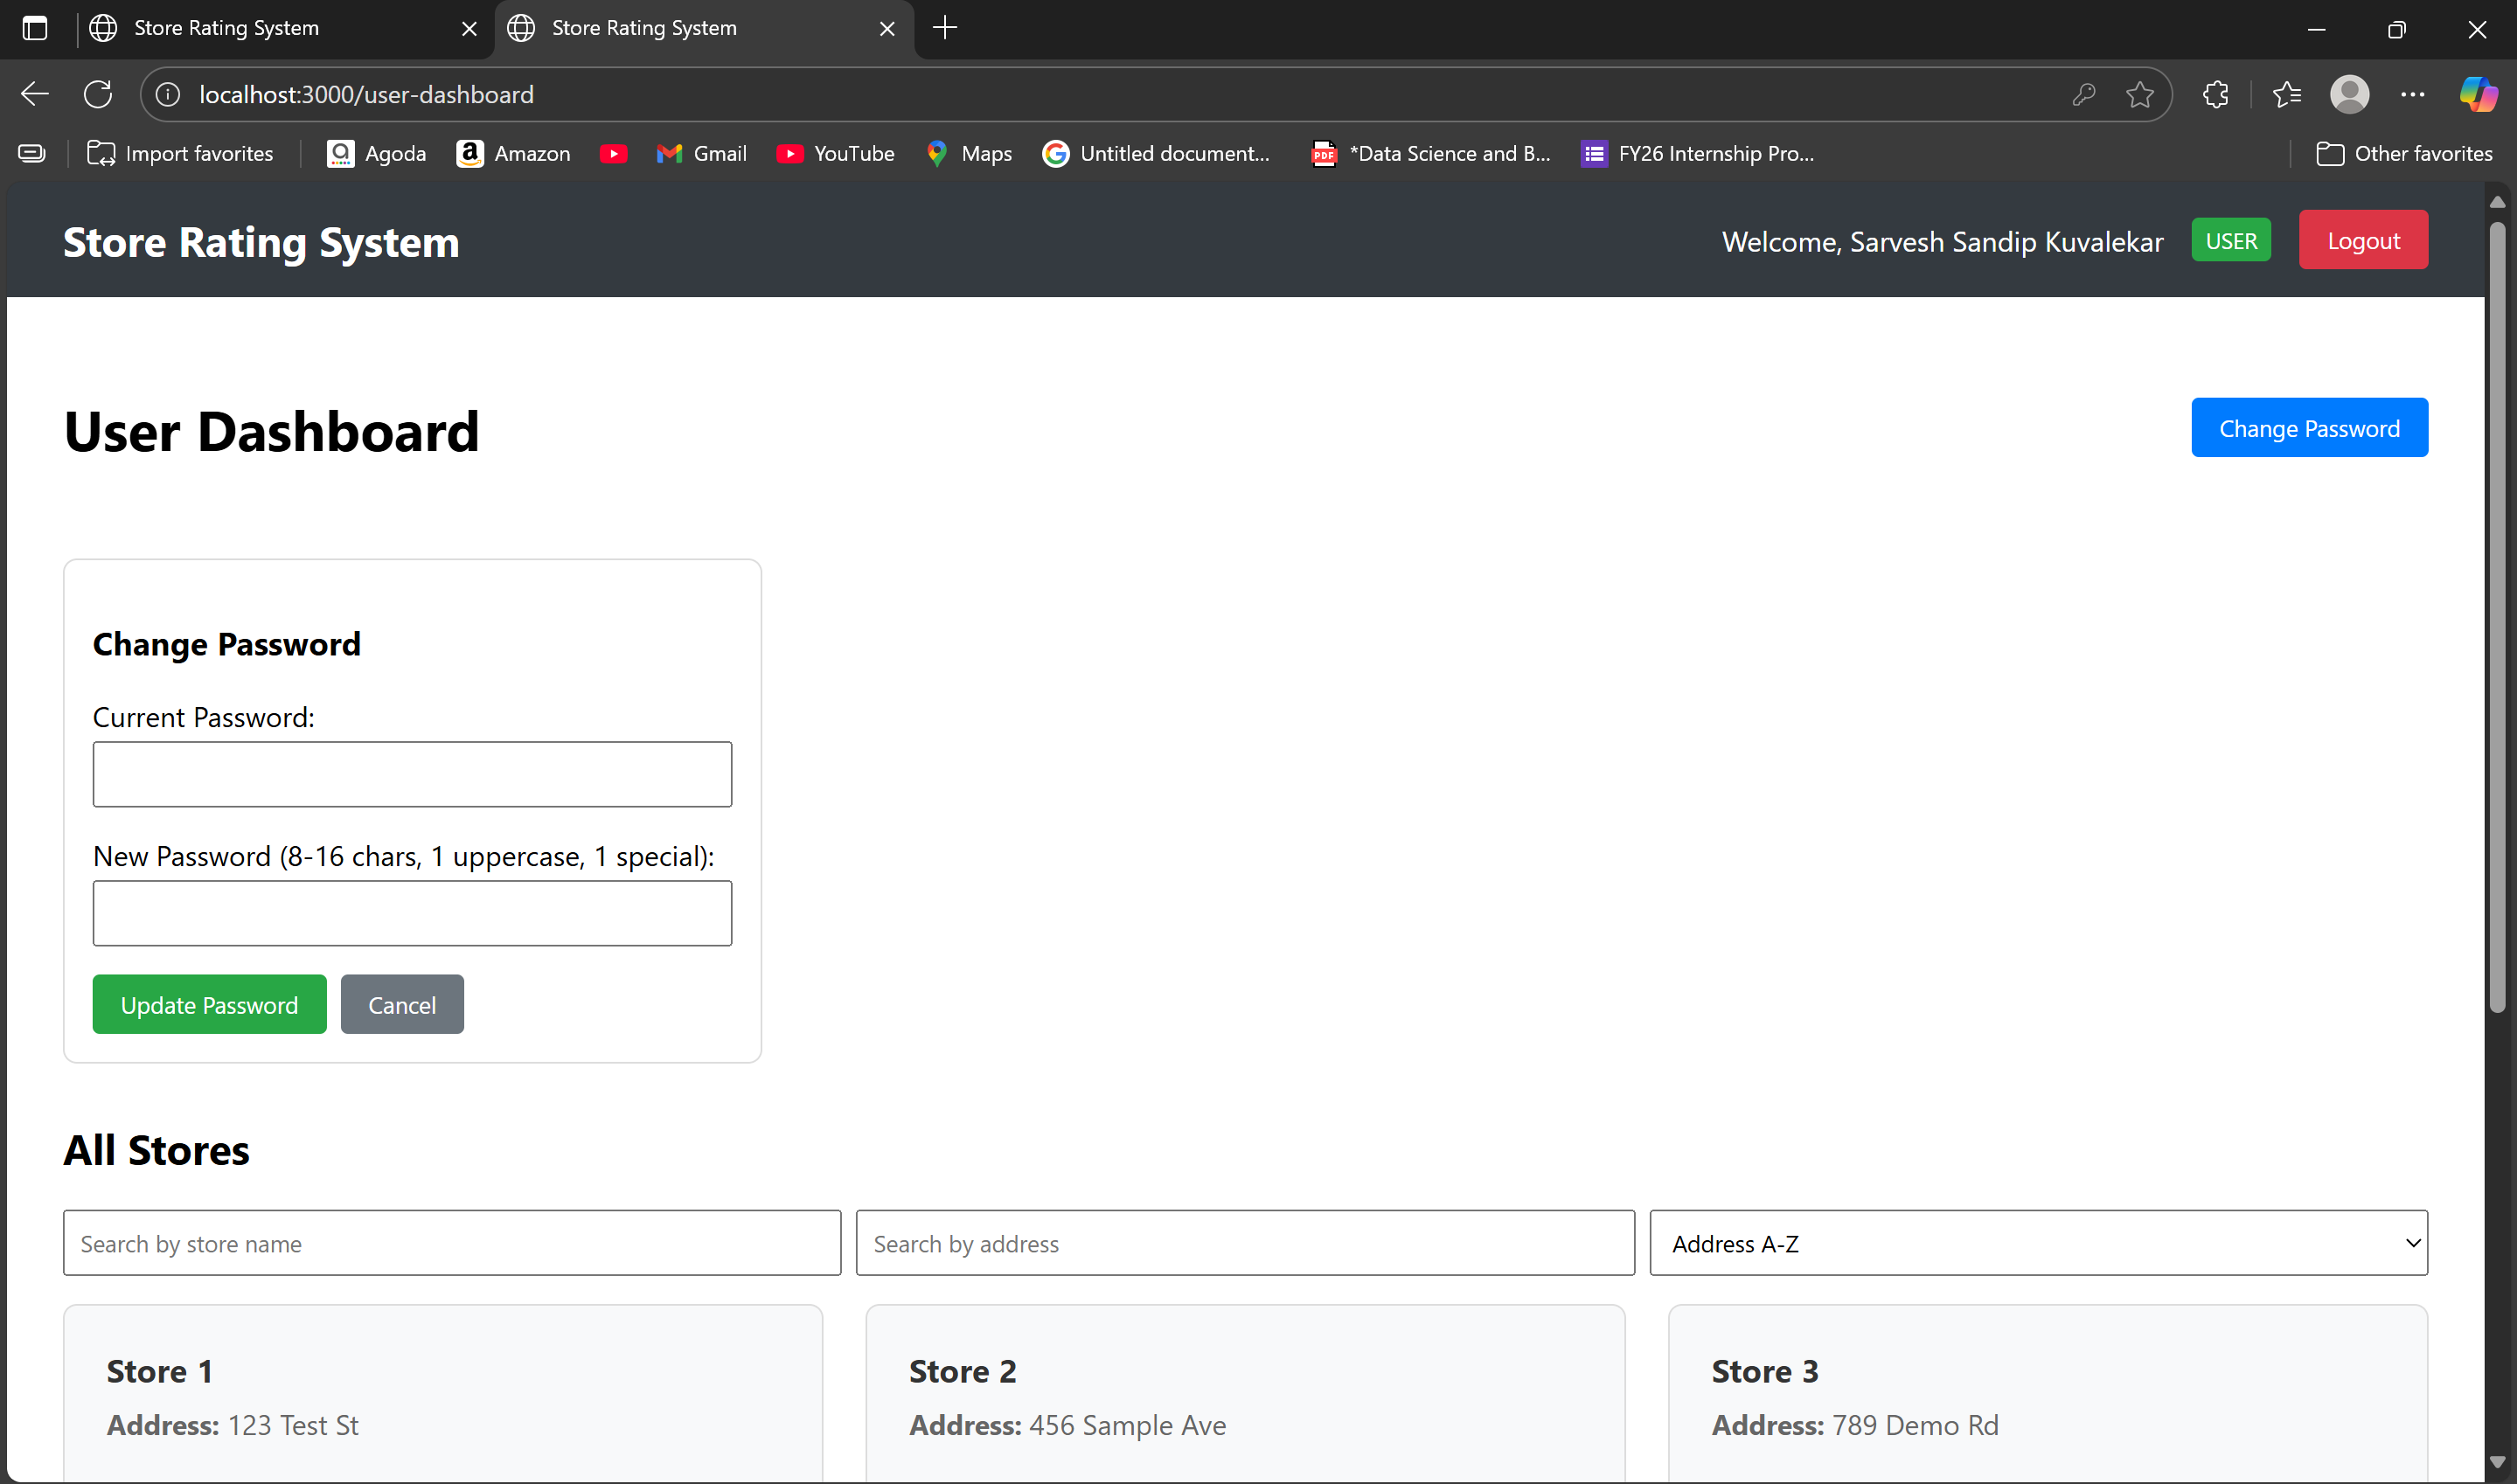 Store Rating System
Store Rating System
localhost:3000/user-dashboard
Import favorites
Agoda
Amazon
Gmail
YouTube
Maps
Untitled document...
*Data Science and B...
FY26 Internship Pro...
Other favorites
Store Rating System
Welcome, Sarvesh Sandip Kuvalekar
USER
Logout
User Dashboard
Change Password
Change Password
Current Password:
New Password (8-16 chars, 1 uppercase, 1 special):
Update Password
Cancel
All Stores
Search by store name
Search by address
Address A-Z
Store 1
Address: 123 Test St
Store 2
Address: 456 Sample Ave
Store 3
Address: 789 Demo Rd